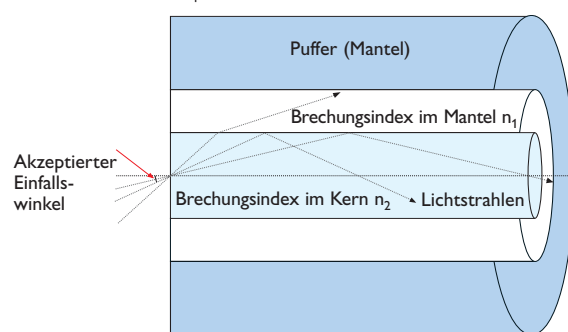 Puffer (Mantel)
Brechungsindex im Mantel n₁
Akzeptierter
Einfalls-
winkel
Brechungsindex im Kern n₂
Lichtstrahlen